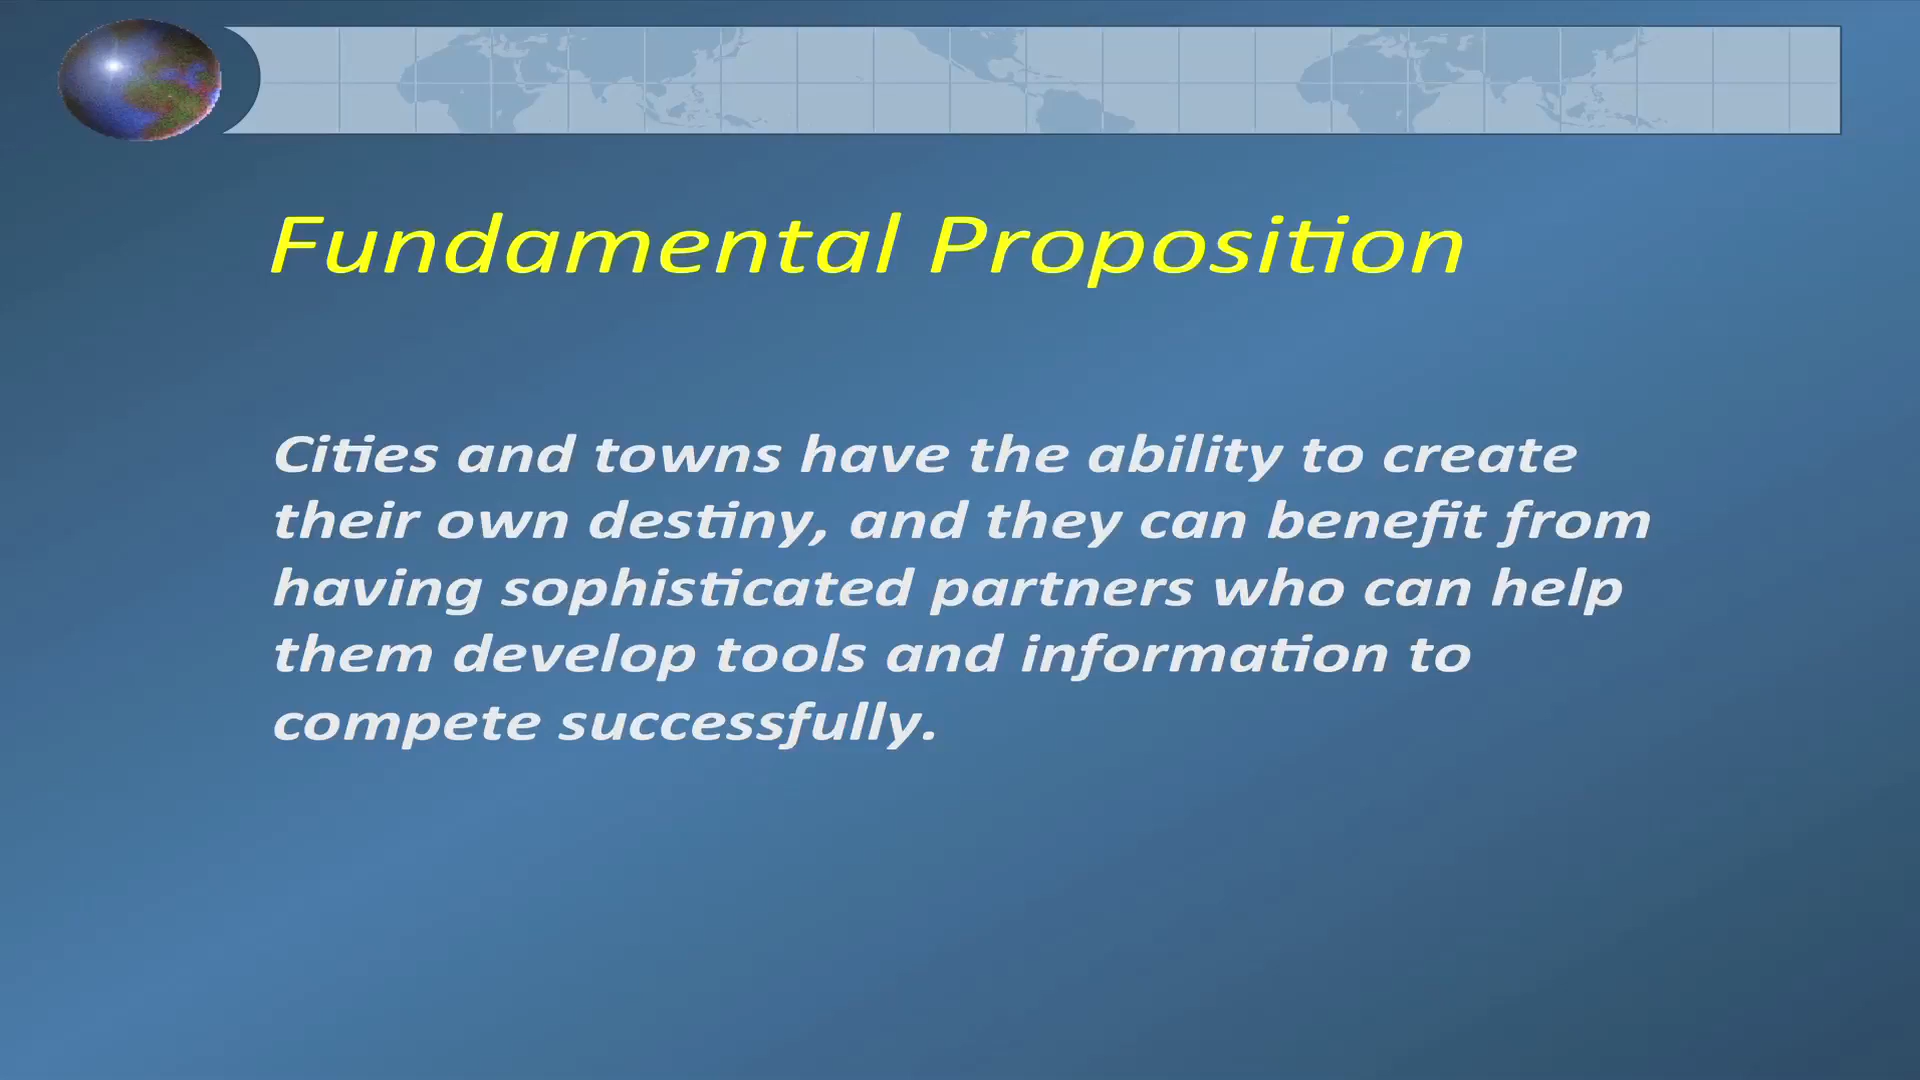 Fundamental Proposition
Cities and towns have the ability to create
their own destiny, and they can benefit from
having sophisticated partners who can help
them develop tools and information to
compete successfully.